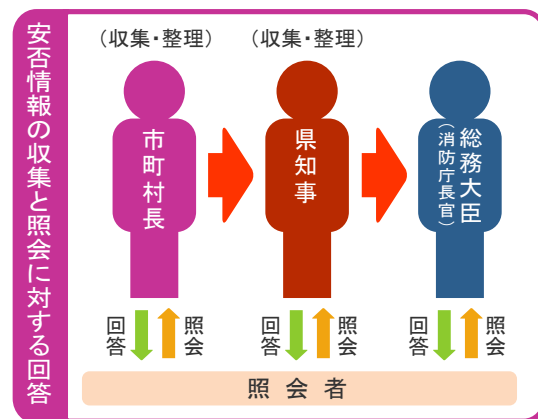 安否情報の収集と照会に対する回答
（収集・整理）
（収集・整理）
市町村長
県知事
総務大臣
（消防庁長官）
回答
照会
回答
照会
回答
照会
照会者